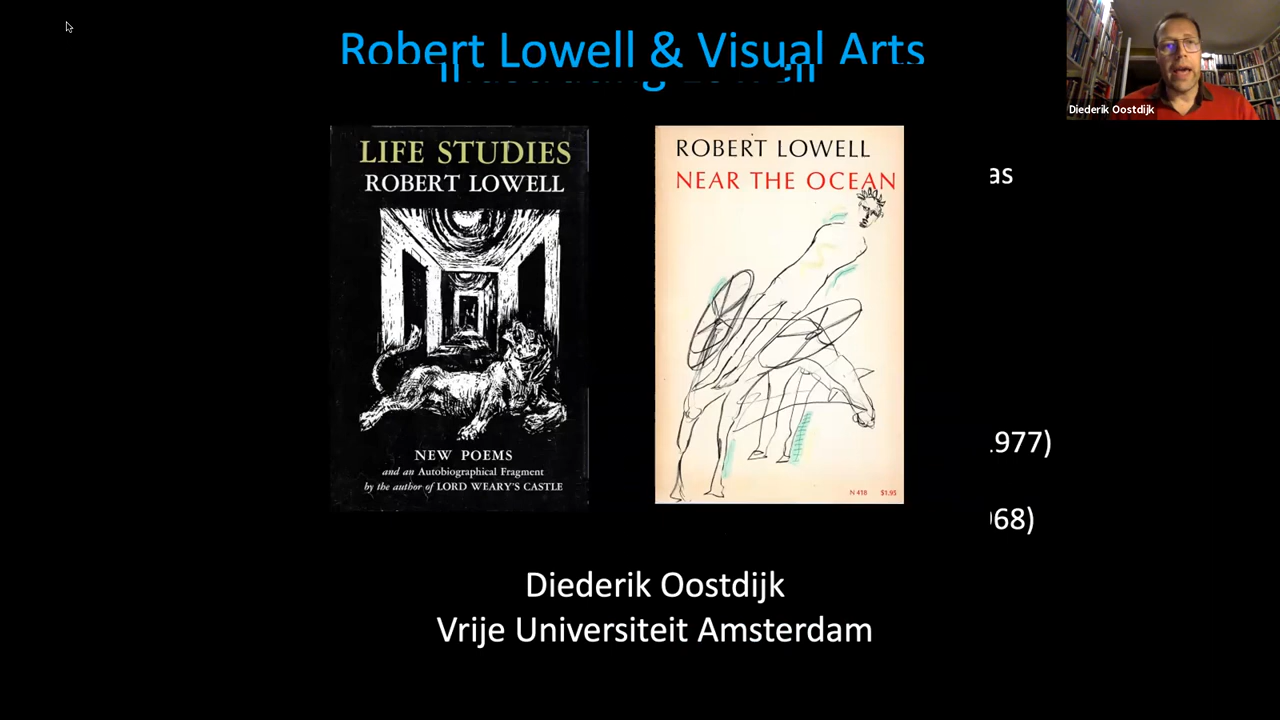 Robert Lowell & Visual Arts
Diederik Oostdijk
as
LIFE STUDIES
ROBERT LOWELL
NEW POEMS
and an Autobiographical Fragment
by the author of LORD WEARY'S CASTLE
ROBERT LOWELL
NEAR THE OCEAN
N 418 $1.95
1977)
68)
Diederik Oostdijk
Vrije Universiteit Amsterdam